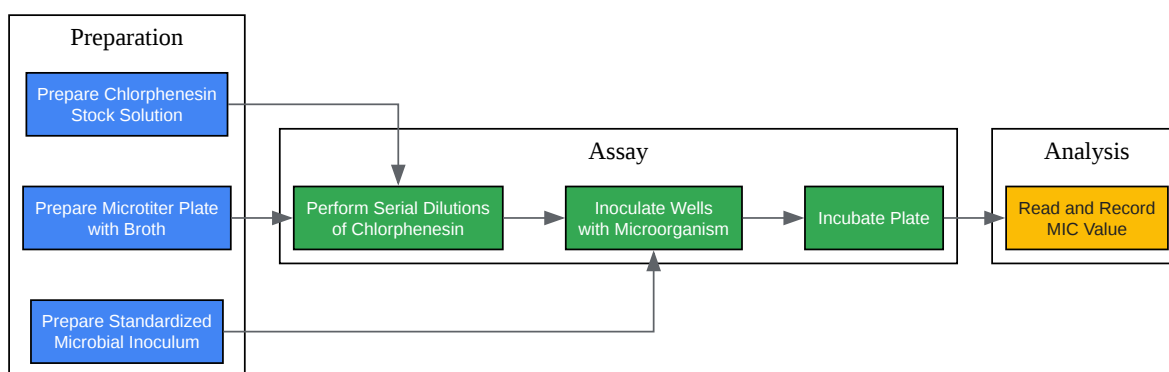 Preparation
Prepare Chlorphenesin
Stock Solution
Prepare Microtiter Plate
with Broth
Prepare Standardized
Microbial Inoculum
Assay
Perform Serial Dilutions
of Chlorphenesin
Inoculate Wells
with Microorganism
Incubate Plate
Analysis
Read and Record
MIC Value